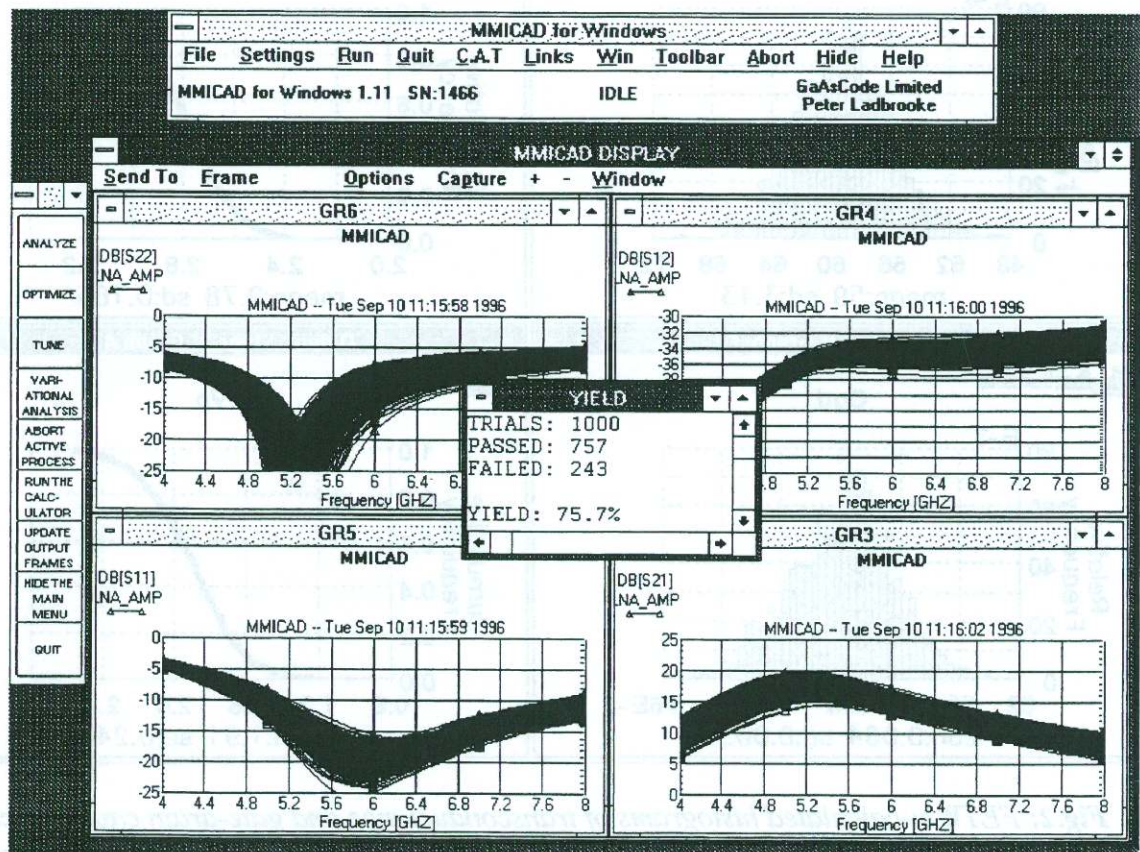 MMICAD for Windows
File Settings Run Quit C.A.T Links Win Toolbar Abort Hide Help
MMICAD for Windows 1.11 SN:1466 IDLE GaAsCode Limited
Peter Ladbrooke
MMICAD DISPLAY
Send To Frame Options Capture + - Window
ANALYZE
OPTIMIZE
TUNE
VARI-
ATIONAL
ANALYSIS
ABORT
ACTIVE
PROCESS
RUN THE
CALC-
ULATOR
UPDATE
OUTPUT
FRAMES
HIDE THE
MAIN
MENU
QUIT
GR6
MMICAD
DB[S22]
LNA_AMP
MMICAD -- Tue Sep 10 11:15:58 1996
0
-5
-10
-15
-20
-25
4 4.4 4.8 5.2 5.6 6 6.4 6.
Frequency [GHZ]
GR4
MMICAD
DB[S12]
LNA_AMP
MMICAD -- Tue Sep 10 11:16:00 1996
-30
-32
-34
-36
-38
4.8 5.2 5.6 6 6.4 6.8 7.2 7.6 8
Frequency [GHZ]
YIELD
TRIALS: 1000
PASSED: 757
FAILED: 243
YIELD: 75.7%
GR5
MMICAD
DB[S11]
LNA_AMP
MMICAD -- Tue Sep 10 11:15:59 1996
0
-5
-10
-15
-20
-25
4 4.4 4.8 5.2 5.6 6 6.4 6.8 7.2 7.6 8
Frequency [GHZ]
GR3
MMICAD
DB[S21]
LNA_AMP
MMICAD -- Tue Sep 10 11:16:02 1996
25
20
15
10
5
0
4 4.4 4.8 5.2 5.6 6 6.4 6.8 7.2 7.6 8
Frequency [GHZ]